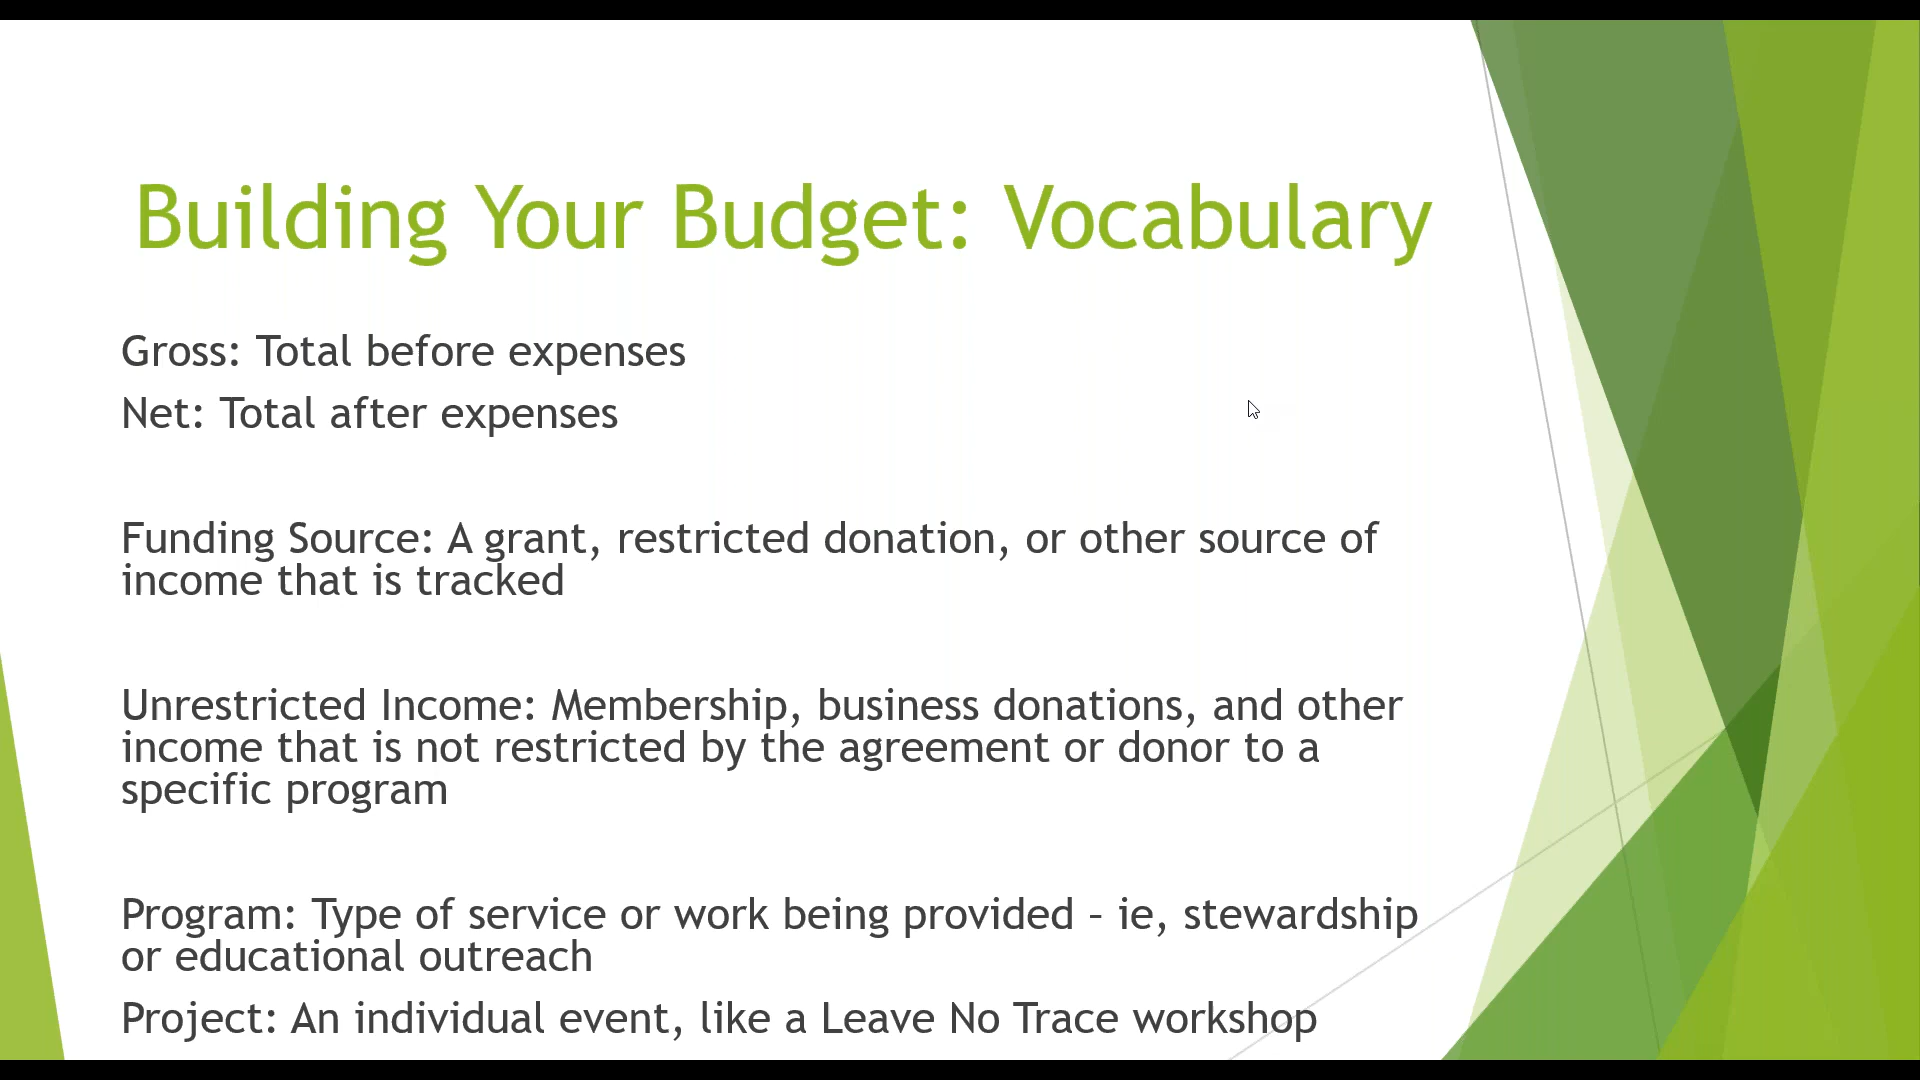 Building Your Budget: Vocabulary
Gross: Total before expenses
Net: Total after expenses
Funding Source: A grant, restricted donation, or other source of
income that is tracked
Unrestricted Income: Membership, business donations, and other
income that is not restricted by the agreement or donor to a
specific program
Program: Type of service or work being provided – ie, stewardship
or educational outreach
Project: An individual event, like a Leave No Trace workshop